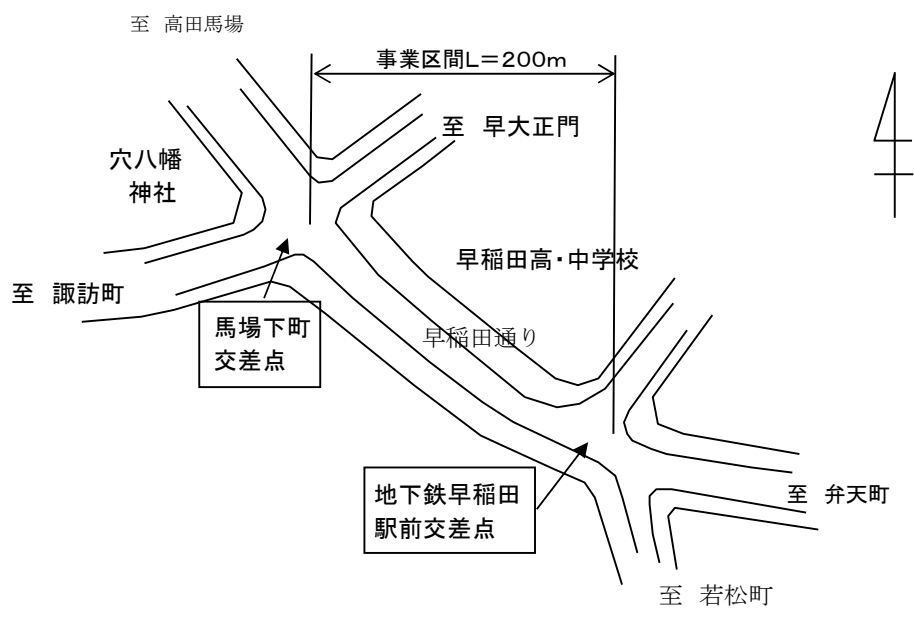 至 高田馬場
事業区間L=200m
至 早大正門
穴八幡
神社
早稲田高・中学校
至 諏訪町
馬場下町
交差点
早稲田通り
地下鉄早稲田
駅前交差点
至 弁天町
至 若松町